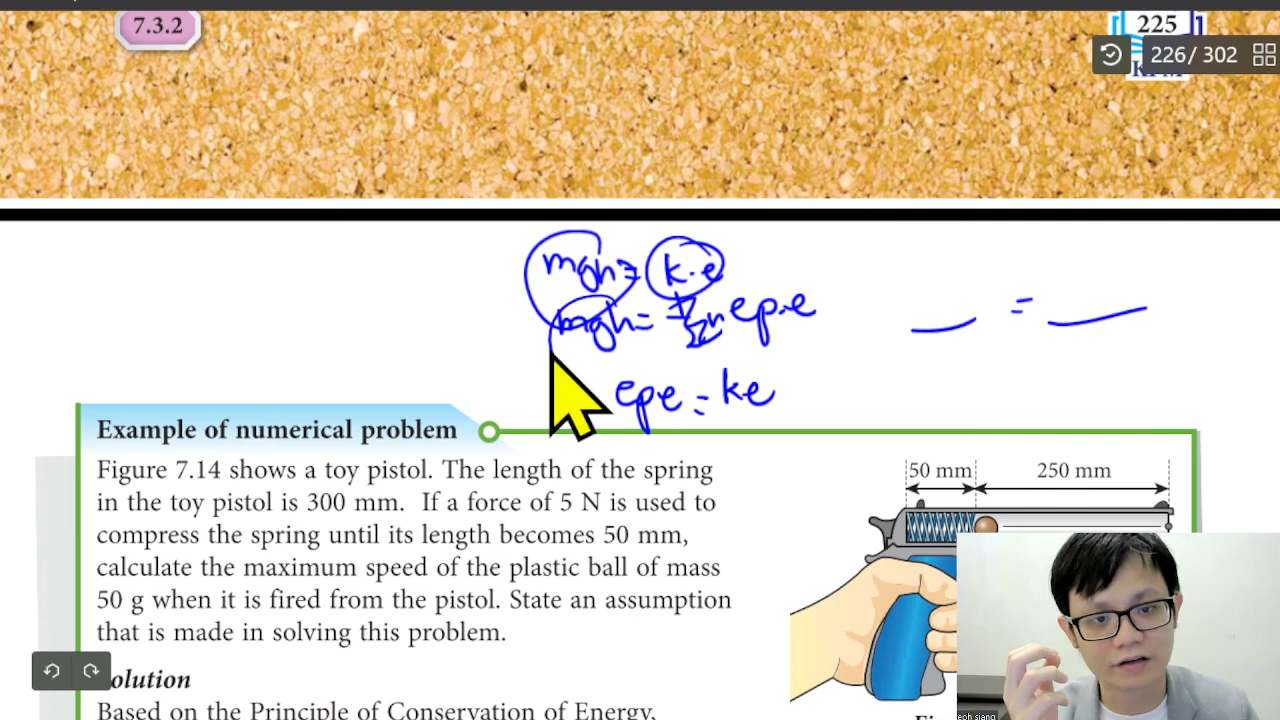 7.3.2
225
226/ 302
KPM
mgh = k.e
mgh = 1/2 epe
=
epe = ke
Example of numerical problem
Figure 7.14 shows a toy pistol. The length of the spring
in the toy pistol is 300 mm. If a force of 5 N is used to
compress the spring until its length becomes 50 mm,
calculate the maximum speed of the plastic ball of mass
50 g when it is fired from the pistol. State an assumption
that is made in solving this problem.
50 mm
250 mm
olution
Based on the Principle of Conservation of Energy,
eoh siang